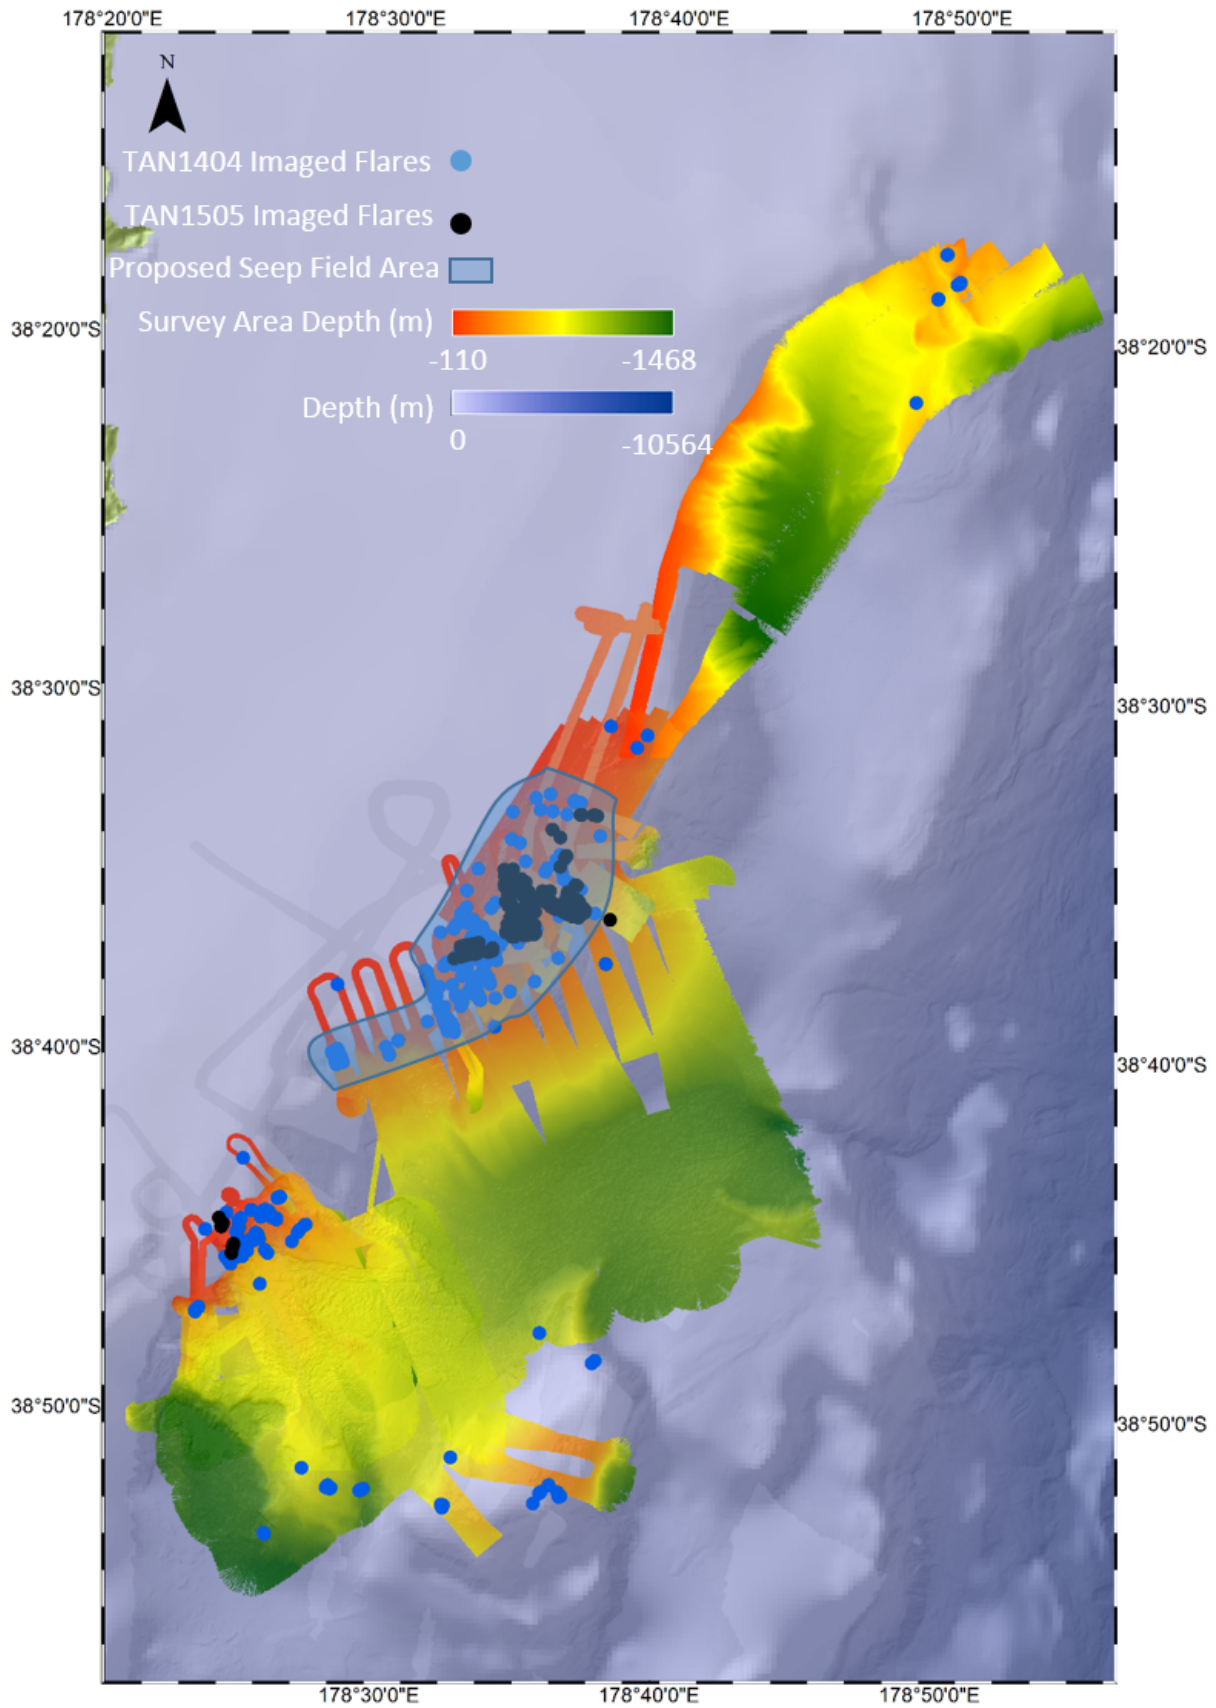 178°20'0"E 178°30'0"E 178°40'0"E 178°50'0"E
N
TAN1404 Imaged Flares
TAN1505 Imaged Flares
Proposed Seep Field Area
Survey Area Depth (m)
-110 -1468
Depth (m)
0 -10564
38°20'0"S 38°20'0"S
38°30'0"S 38°30'0"S
38°40'0"S 38°40'0"S
38°50'0"S 38°50'0"S
178°30'0"E 178°40'0"E 178°50'0"E